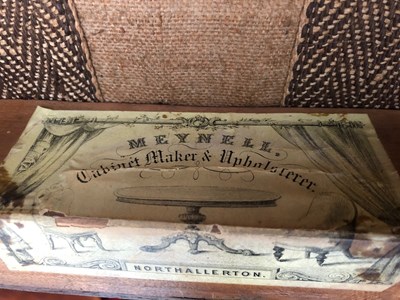 MEYNELL.
Cabinet Maker & Upholsterer.
NORTHALLERTON.